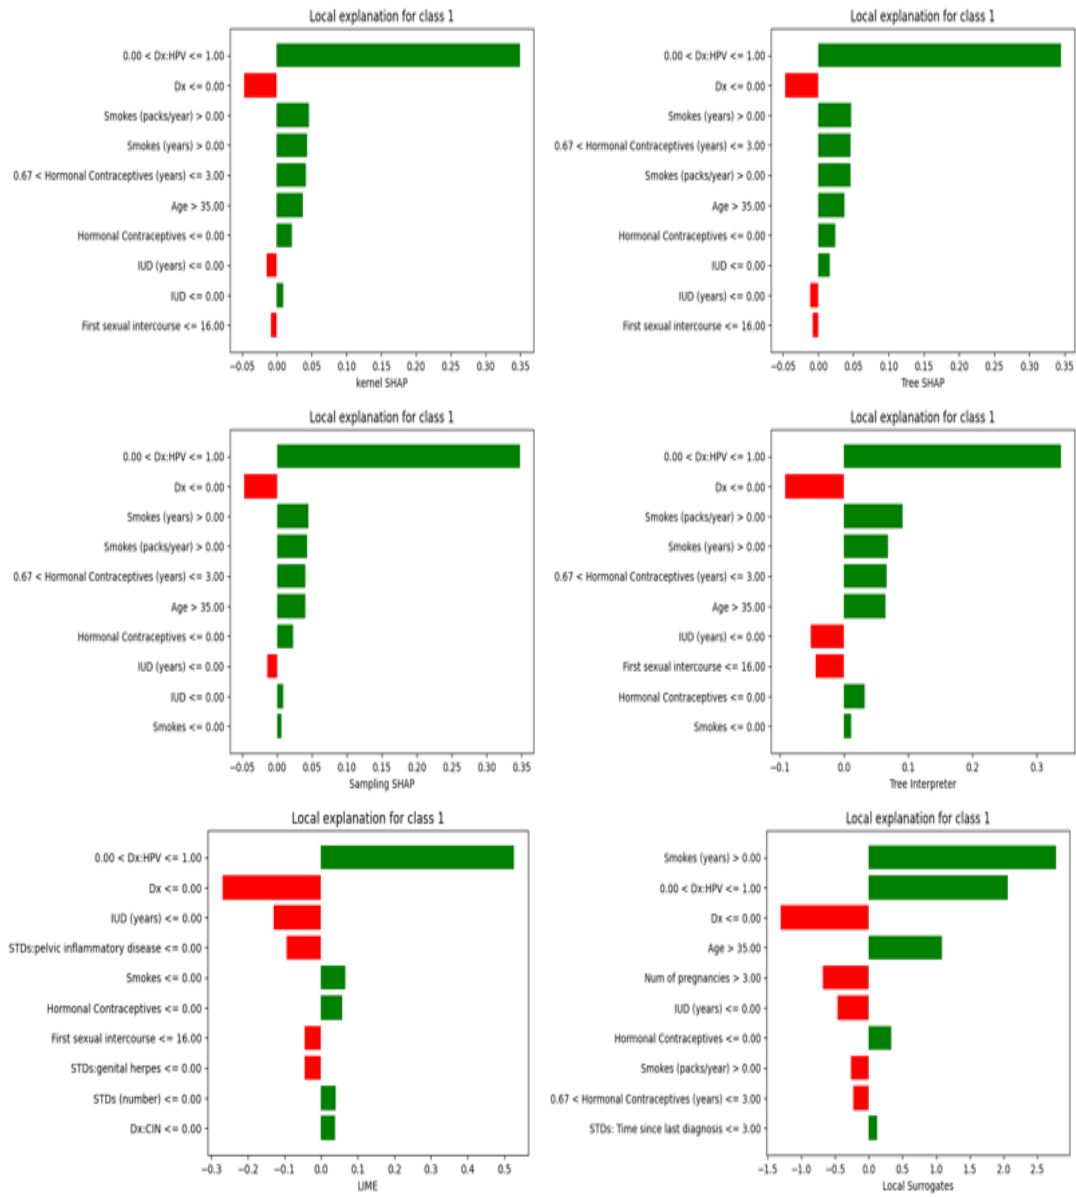 Local explanation for class 1
0.00 < Dx:HPV <= 1.00
Dx <= 0.00
Smokes (packs/year) > 0.00
Smokes (years) > 0.00
0.67 < Hormonal Contraceptives (years) <= 3.00
Age > 35.00
Hormonal Contraceptives <= 0.00
IUD (years) <= 0.00
IUD <= 0.00
First sexual intercourse <= 16.00
−0.05 0.00 0.05 0.10 0.15 0.20 0.25 0.30 0.35
kernel SHAP
Local explanation for class 1
0.00 < Dx:HPV <= 1.00
Dx <= 0.00
Smokes (years) > 0.00
0.67 < Hormonal Contraceptives (years) <= 3.00
Smokes (packs/year) > 0.00
Age > 35.00
Hormonal Contraceptives <= 0.00
IUD <= 0.00
IUD (years) <= 0.00
First sexual intercourse <= 16.00
−0.05 0.00 0.05 0.10 0.15 0.20 0.25 0.30 0.35
Tree SHAP
Local explanation for class 1
0.00 < Dx:HPV <= 1.00
Dx <= 0.00
Smokes (years) > 0.00
Smokes (packs/year) > 0.00
0.67 < Hormonal Contraceptives (years) <= 3.00
Age > 35.00
Hormonal Contraceptives <= 0.00
IUD (years) <= 0.00
IUD <= 0.00
Smokes <= 0.00
−0.05 0.00 0.05 0.10 0.15 0.20 0.25 0.30 0.35
Sampling SHAP
Local explanation for class 1
0.00 < Dx:HPV <= 1.00
Dx <= 0.00
Smokes (packs/year) > 0.00
Smokes (years) > 0.00
0.67 < Hormonal Contraceptives (years) <= 3.00
Age > 35.00
IUD (years) <= 0.00
First sexual intercourse <= 16.00
Hormonal Contraceptives <= 0.00
Smokes <= 0.00
−0.1 0.0 0.1 0.2 0.3
Tree Interpreter
Local explanation for class 1
0.00 < Dx:HPV <= 1.00
Dx <= 0.00
IUD (years) <= 0.00
STDs:pelvic inflammatory disease <= 0.00
Smokes <= 0.00
Hormonal Contraceptives <= 0.00
First sexual intercourse <= 16.00
STDs:genital herpes <= 0.00
STDs (number) <= 0.00
Dx:CIN <= 0.00
−0.3 −0.2 −0.1 0.0 0.1 0.2 0.3 0.4 0.5
LIME
Local explanation for class 1
Smokes (years) > 0.00
0.00 < Dx:HPV <= 1.00
Dx <= 0.00
Age > 35.00
Num of pregnancies > 3.00
IUD (years) <= 0.00
Hormonal Contraceptives <= 0.00
Smokes (packs/year) > 0.00
0.67 < Hormonal Contraceptives (years) <= 3.00
STDs: Time since last diagnosis <= 3.00
−1.5 −1.0 −0.5 0.0 0.5 1.0 1.5 2.0 2.5
Local Surrogates